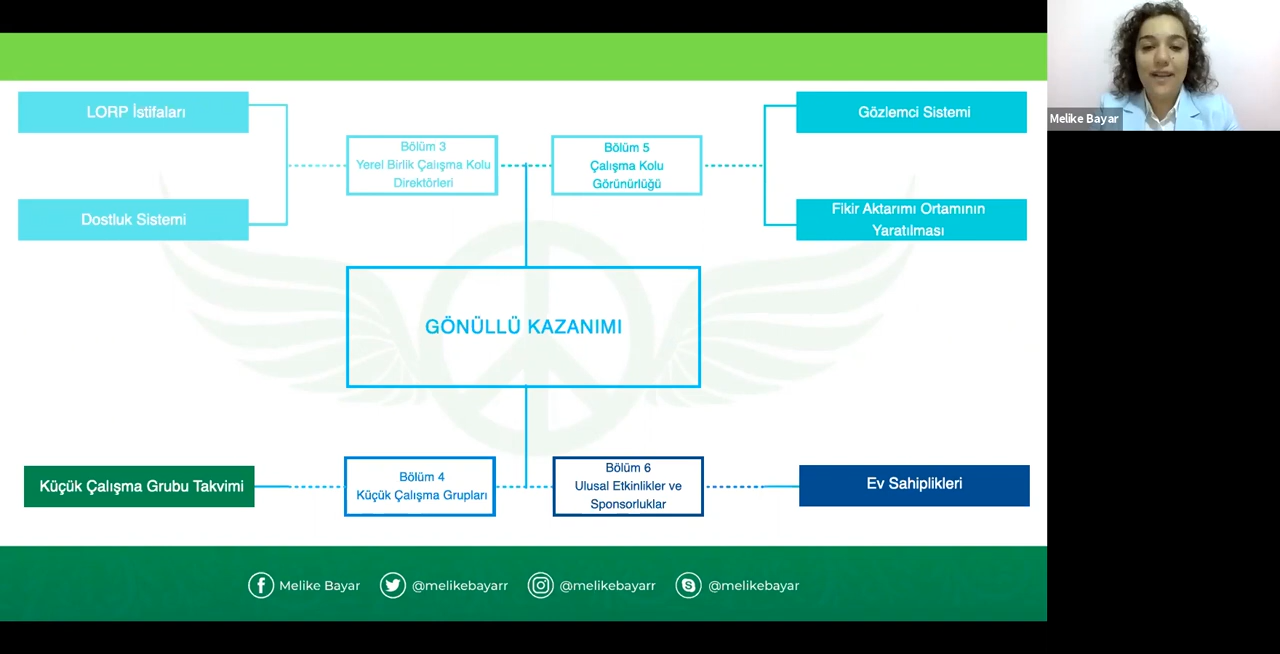 LORP İstifaları
Gözlemci Sistemi
Melike Bayar
Bölüm 3
Yerel Birlik Çalışma Kolu
Direktörleri
Bölüm 5
Çalışma Kolu
Görünürlüğü
Dostluk Sistemi
Fikir Aktarımı Ortamının
Yaratılması
GÖNÜLLÜ KAZANIMI
Küçük Çalışma Grubu Takvimi
Bölüm 4
Küçük Çalışma Grupları
Bölüm 6
Ulusal Etkinlikler ve
Sponsorluklar
Ev Sahiplikleri
Melike Bayar
@melikebayarr
@melikebayarr
@melikebayar